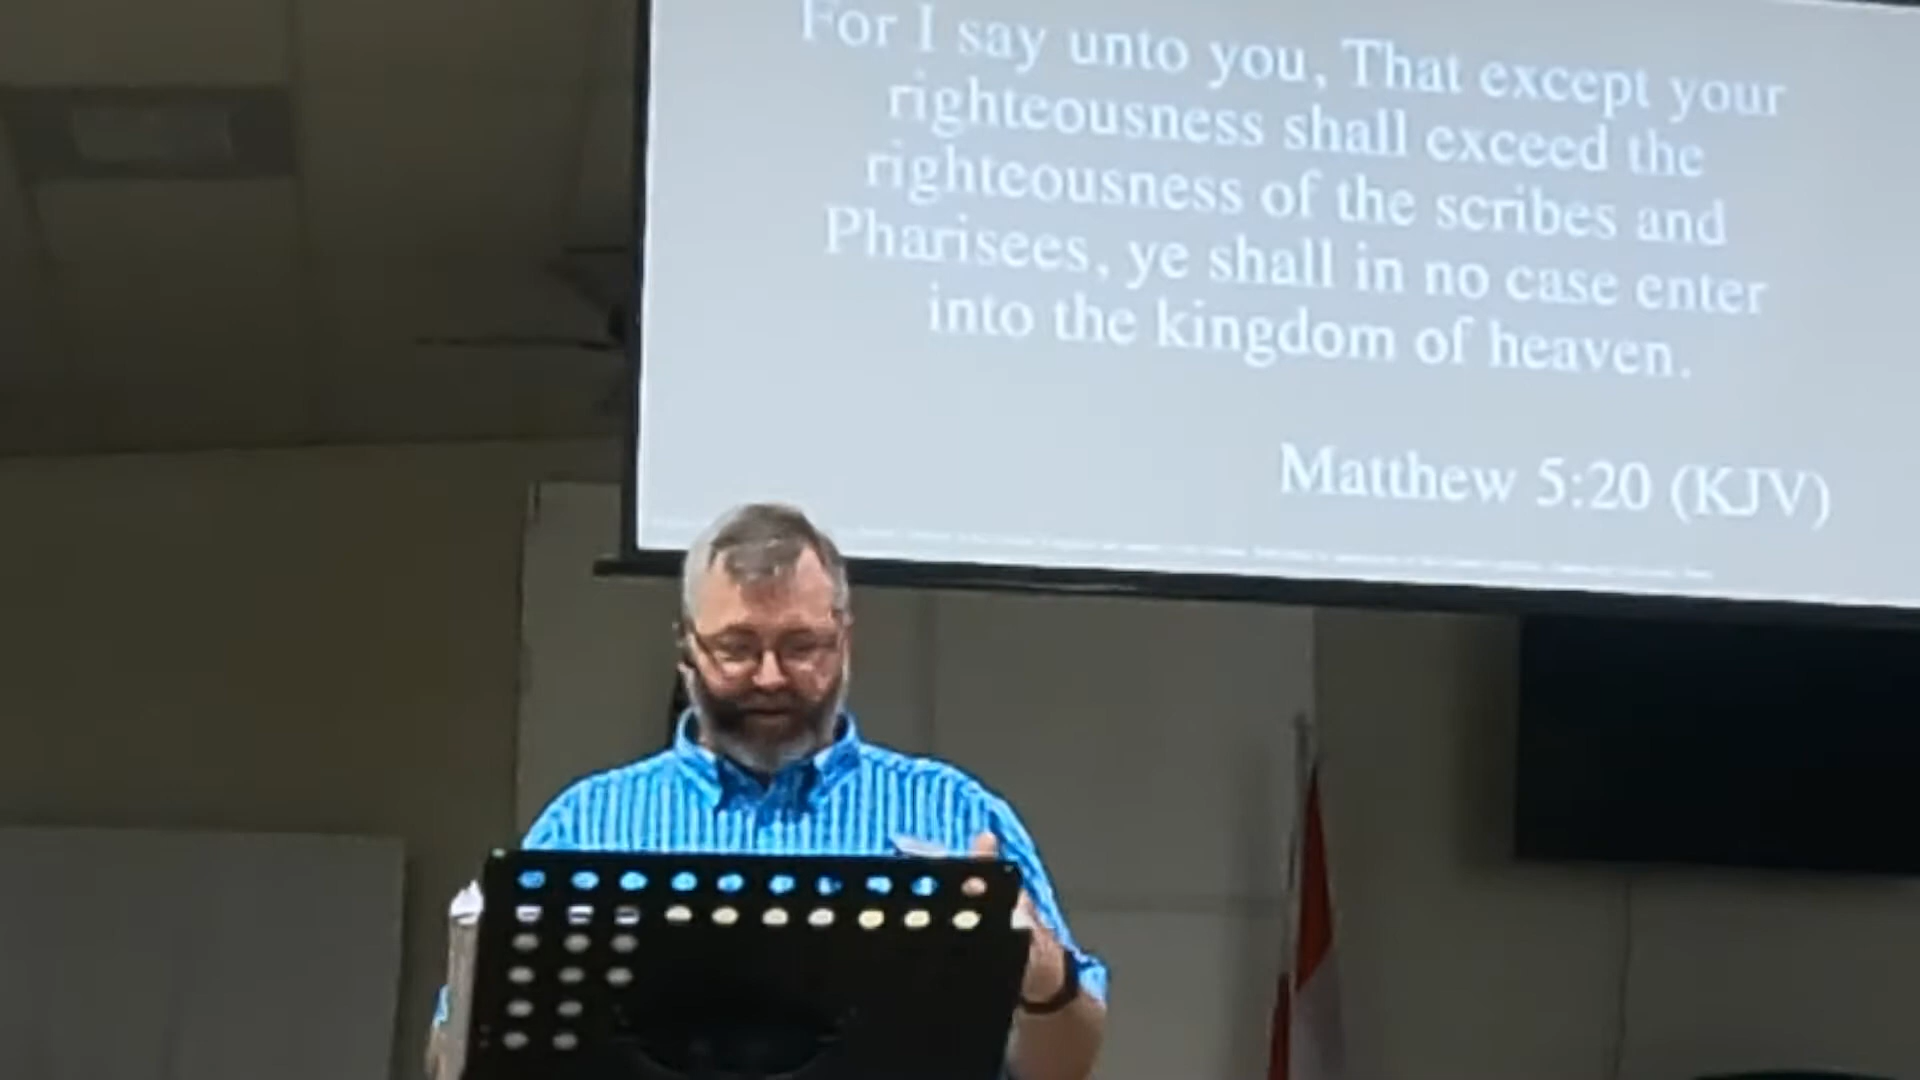 For I say unto you, That except your
righteousness shall exceed the
righteousness of the scribes and
Pharisees, ye shall in no case enter
into the kingdom of heaven.
Matthew 5:20 (KJV)